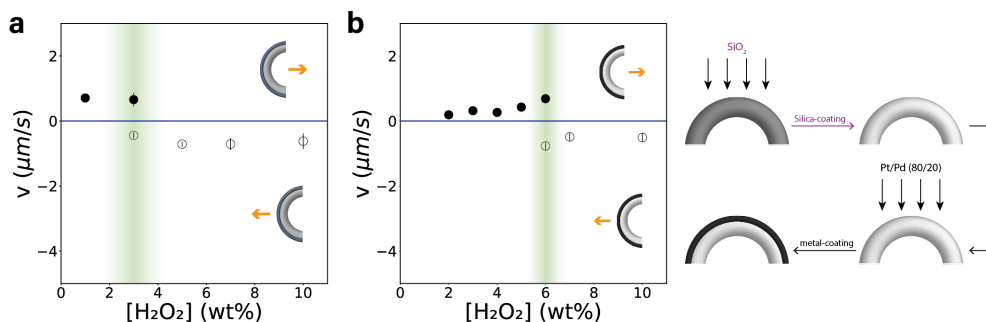 a
2
0
−2
−4
v (μm/s)
0
2
4
6
8
10
[H₂O₂] (wt%)
b
2
0
−2
−4
v (μm/s)
0
2
4
6
8
10
[H₂O₂] (wt%)
SiO₂
Silica-coating
Pt/Pd (80/20)
metal-coating